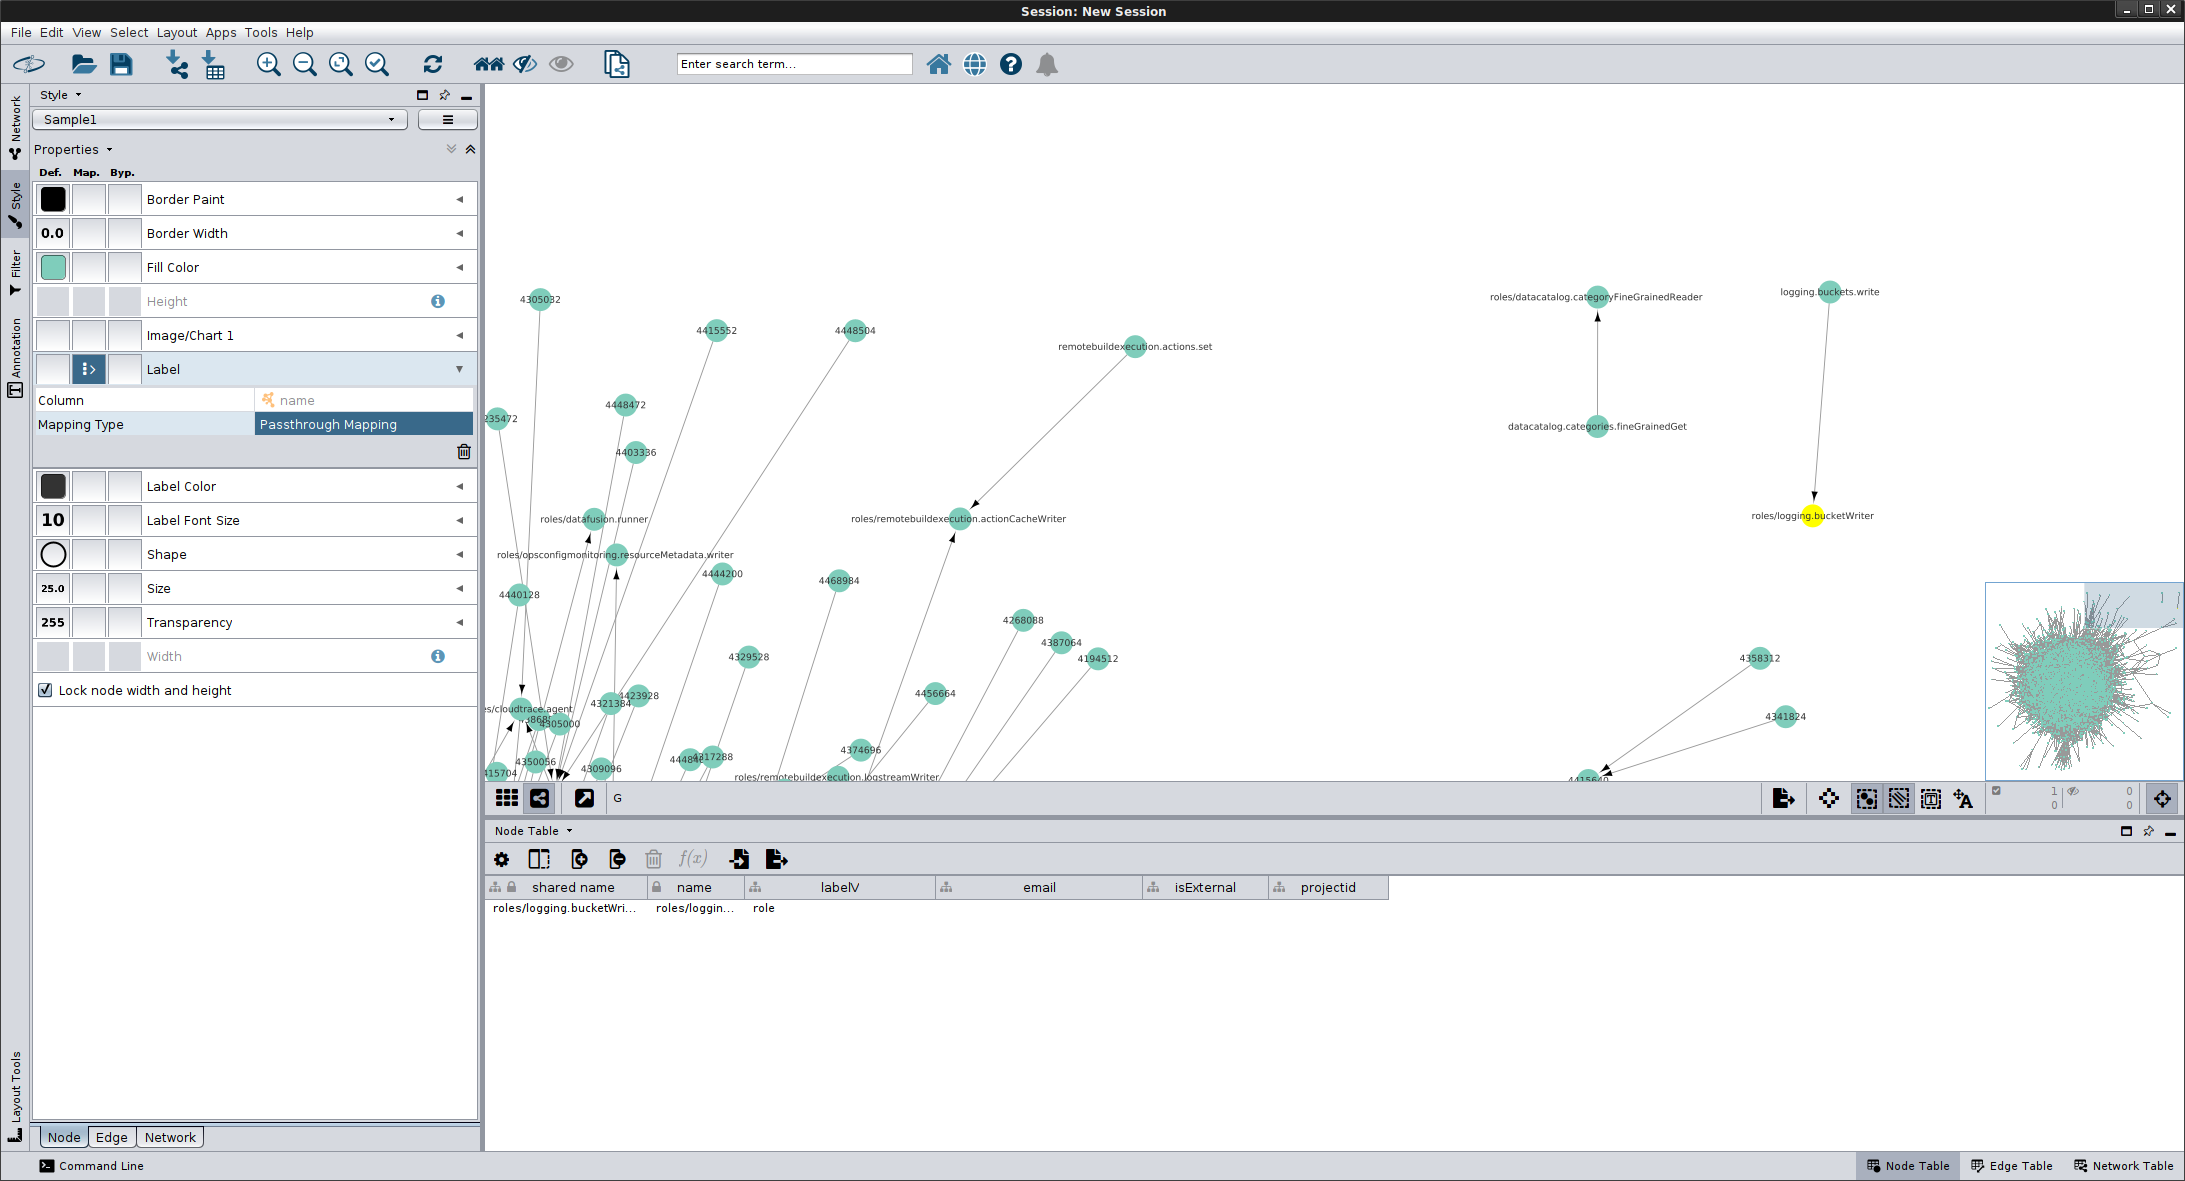 Session: New Session
File Edit View Select Layout Apps Tools Help
Enter search term...
Network
Style
Filter
Annotation
Layout Tools
Style
Sample1
Properties
Def. Map. Byp.
Border Paint
0.0 Border Width
Fill Color
Height
Image/Chart 1
Label
Column name
Mapping Type Passthrough Mapping
Label Color
10 Label Font Size
Shape
25.0 Size
255 Transparency
Width
Lock node width and height
Node Edge Network
logging.buckets.write
roles/datacatalog.categoryFineGrainedReader
4305032
4415552
4448504
remotebuildexecution.actions.set
4448472
235472
datacatalog.categories.fineGrainedGet
4403336
roles/logging.bucketWriter
roles/datafusion.runner
roles/remotebuildexecution.actionCacheWriter
roles/opsconfigmonitoring.resourceMetadata.writer
4444200
4468984
4440128
4268088
4387064
4329528
4194512
4358312
4456664
4423928
4321384
es/cloudtrace.agent
4341824
4305000
4374696
4317288
4350056
4309096
415704
roles/remotebuildexecution.logstreamWriter
4415640
G
1 0
0 0
Node Table
f(x)
shared name name labelV email isExternal projectid
roles/logging.bucketWri... roles/loggin... role
Command Line
Node Table Edge Table Network Table